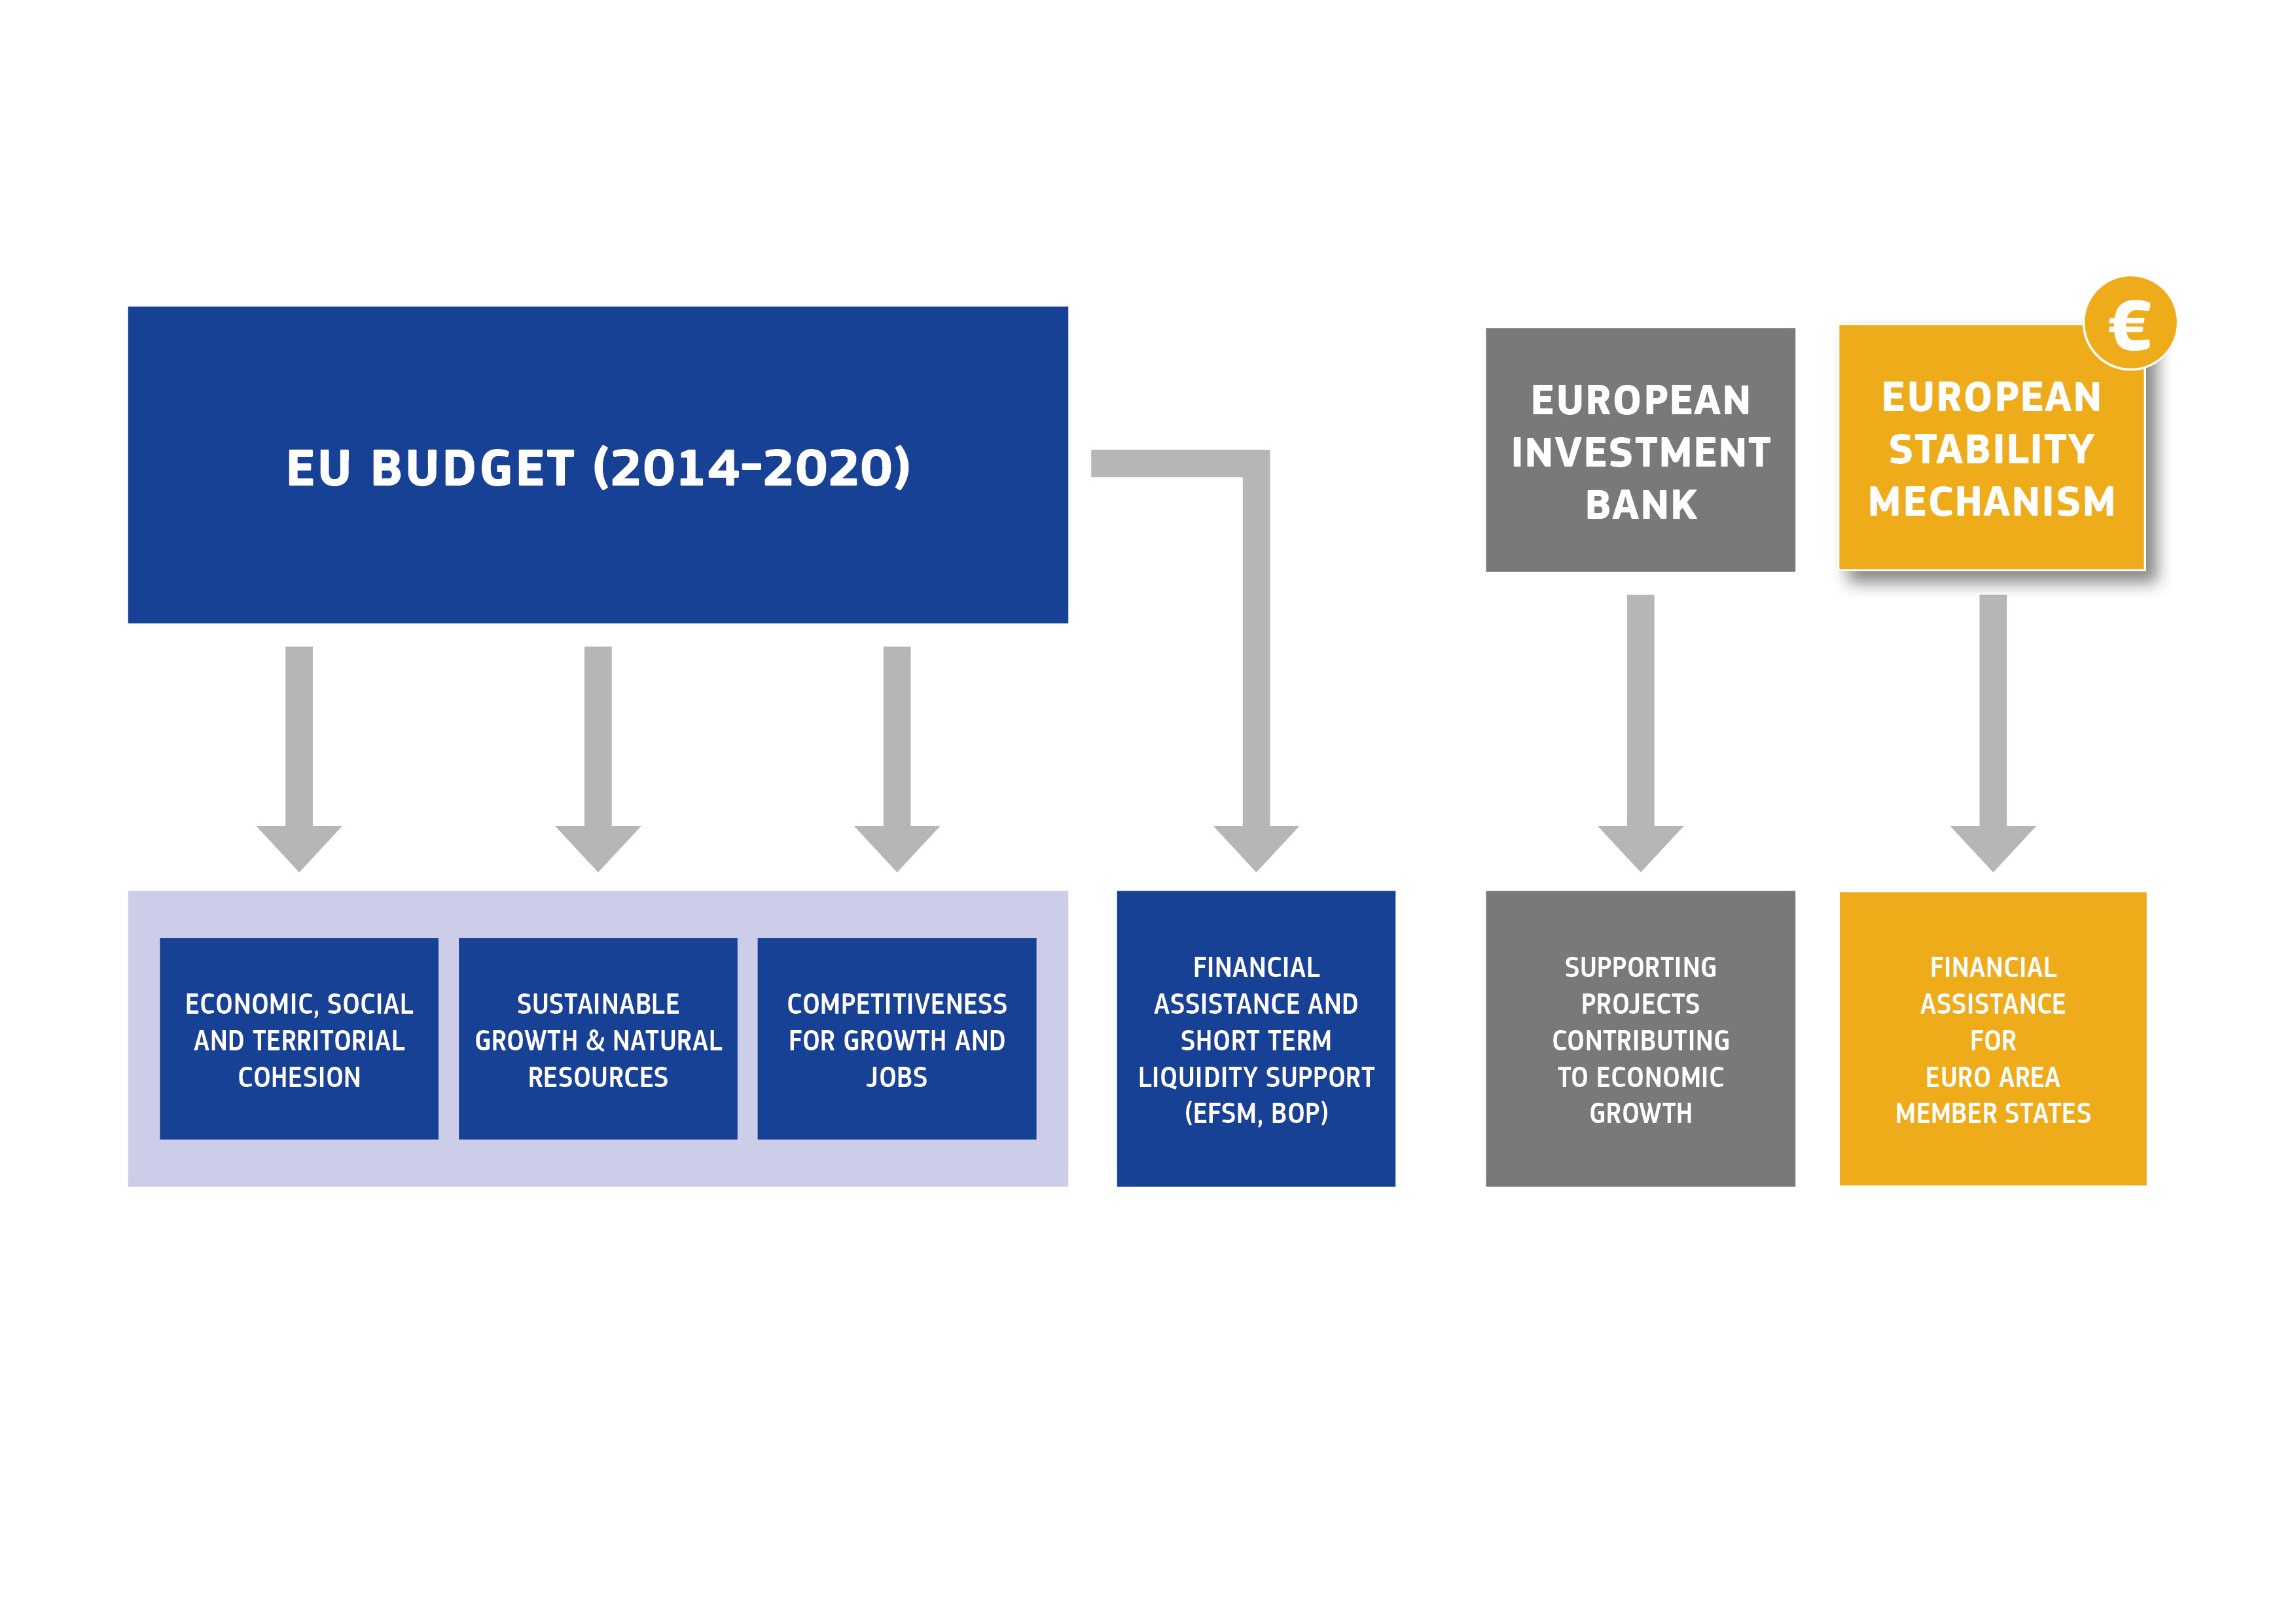 EU BUDGET (2014-2020)
EUROPEAN
INVESTMENT
BANK
€
EUROPEAN
STABILITY
MECHANISM
ECONOMIC, SOCIAL
AND TERRITORIAL
COHESION
SUSTAINABLE
GROWTH & NATURAL
RESOURCES
COMPETITIVENESS
FOR GROWTH AND
JOBS
FINANCIAL
ASSISTANCE AND
SHORT TERM
LIQUIDITY SUPPORT
(EFSM, BOP)
SUPPORTING
PROJECTS
CONTRIBUTING
TO ECONOMIC
GROWTH
FINANCIAL
ASSISTANCE
FOR
EURO AREA
MEMBER STATES